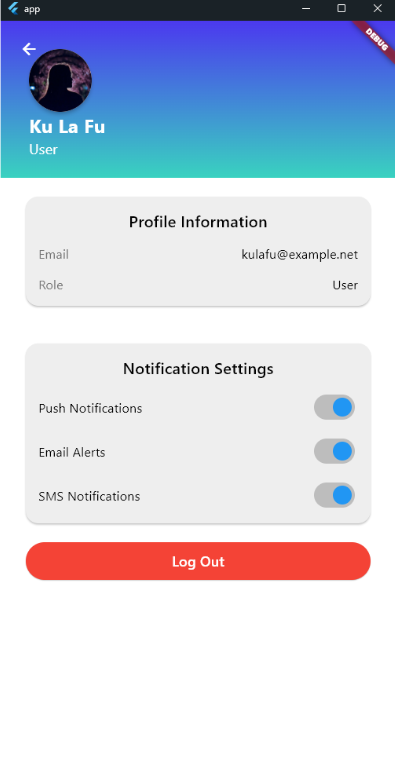 app
DEBUG
Ku La Fu
User
Profile Information
Email kulafu@example.net
Role User
Notification Settings
Push Notifications
Email Alerts
SMS Notifications
Log Out